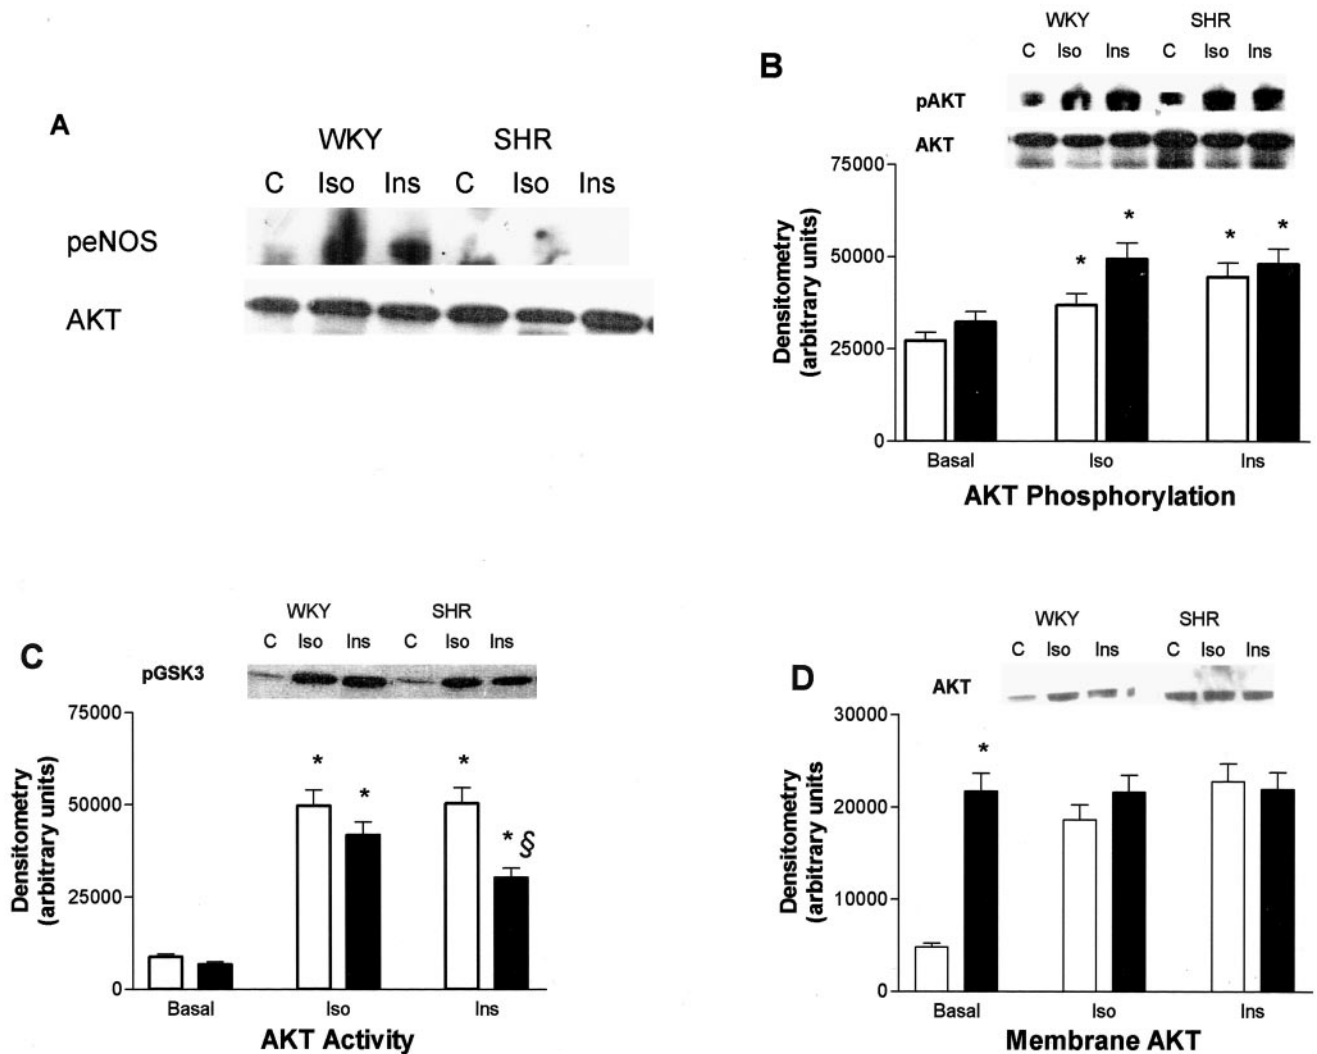 A
WKY SHR
C Iso Ins C Iso Ins
peNOS
AKT
B
WKY SHR
C Iso Ins C Iso Ins
pAKT
AKT
75000
50000
25000
0
Densitometry
(arbitrary units)
* * * *
Basal Iso Ins
AKT Phosphorylation
C
WKY SHR
C Iso Ins C Iso Ins
pGSK3
75000
50000
25000
0
Densitometry
(arbitrary units)
* * * * §
Basal Iso Ins
AKT Activity
D
WKY SHR
C Iso Ins C Iso Ins
AKT
30000
20000
10000
0
Densitometry
(arbitrary units
*
Basal Iso Ins
Membrane AKT